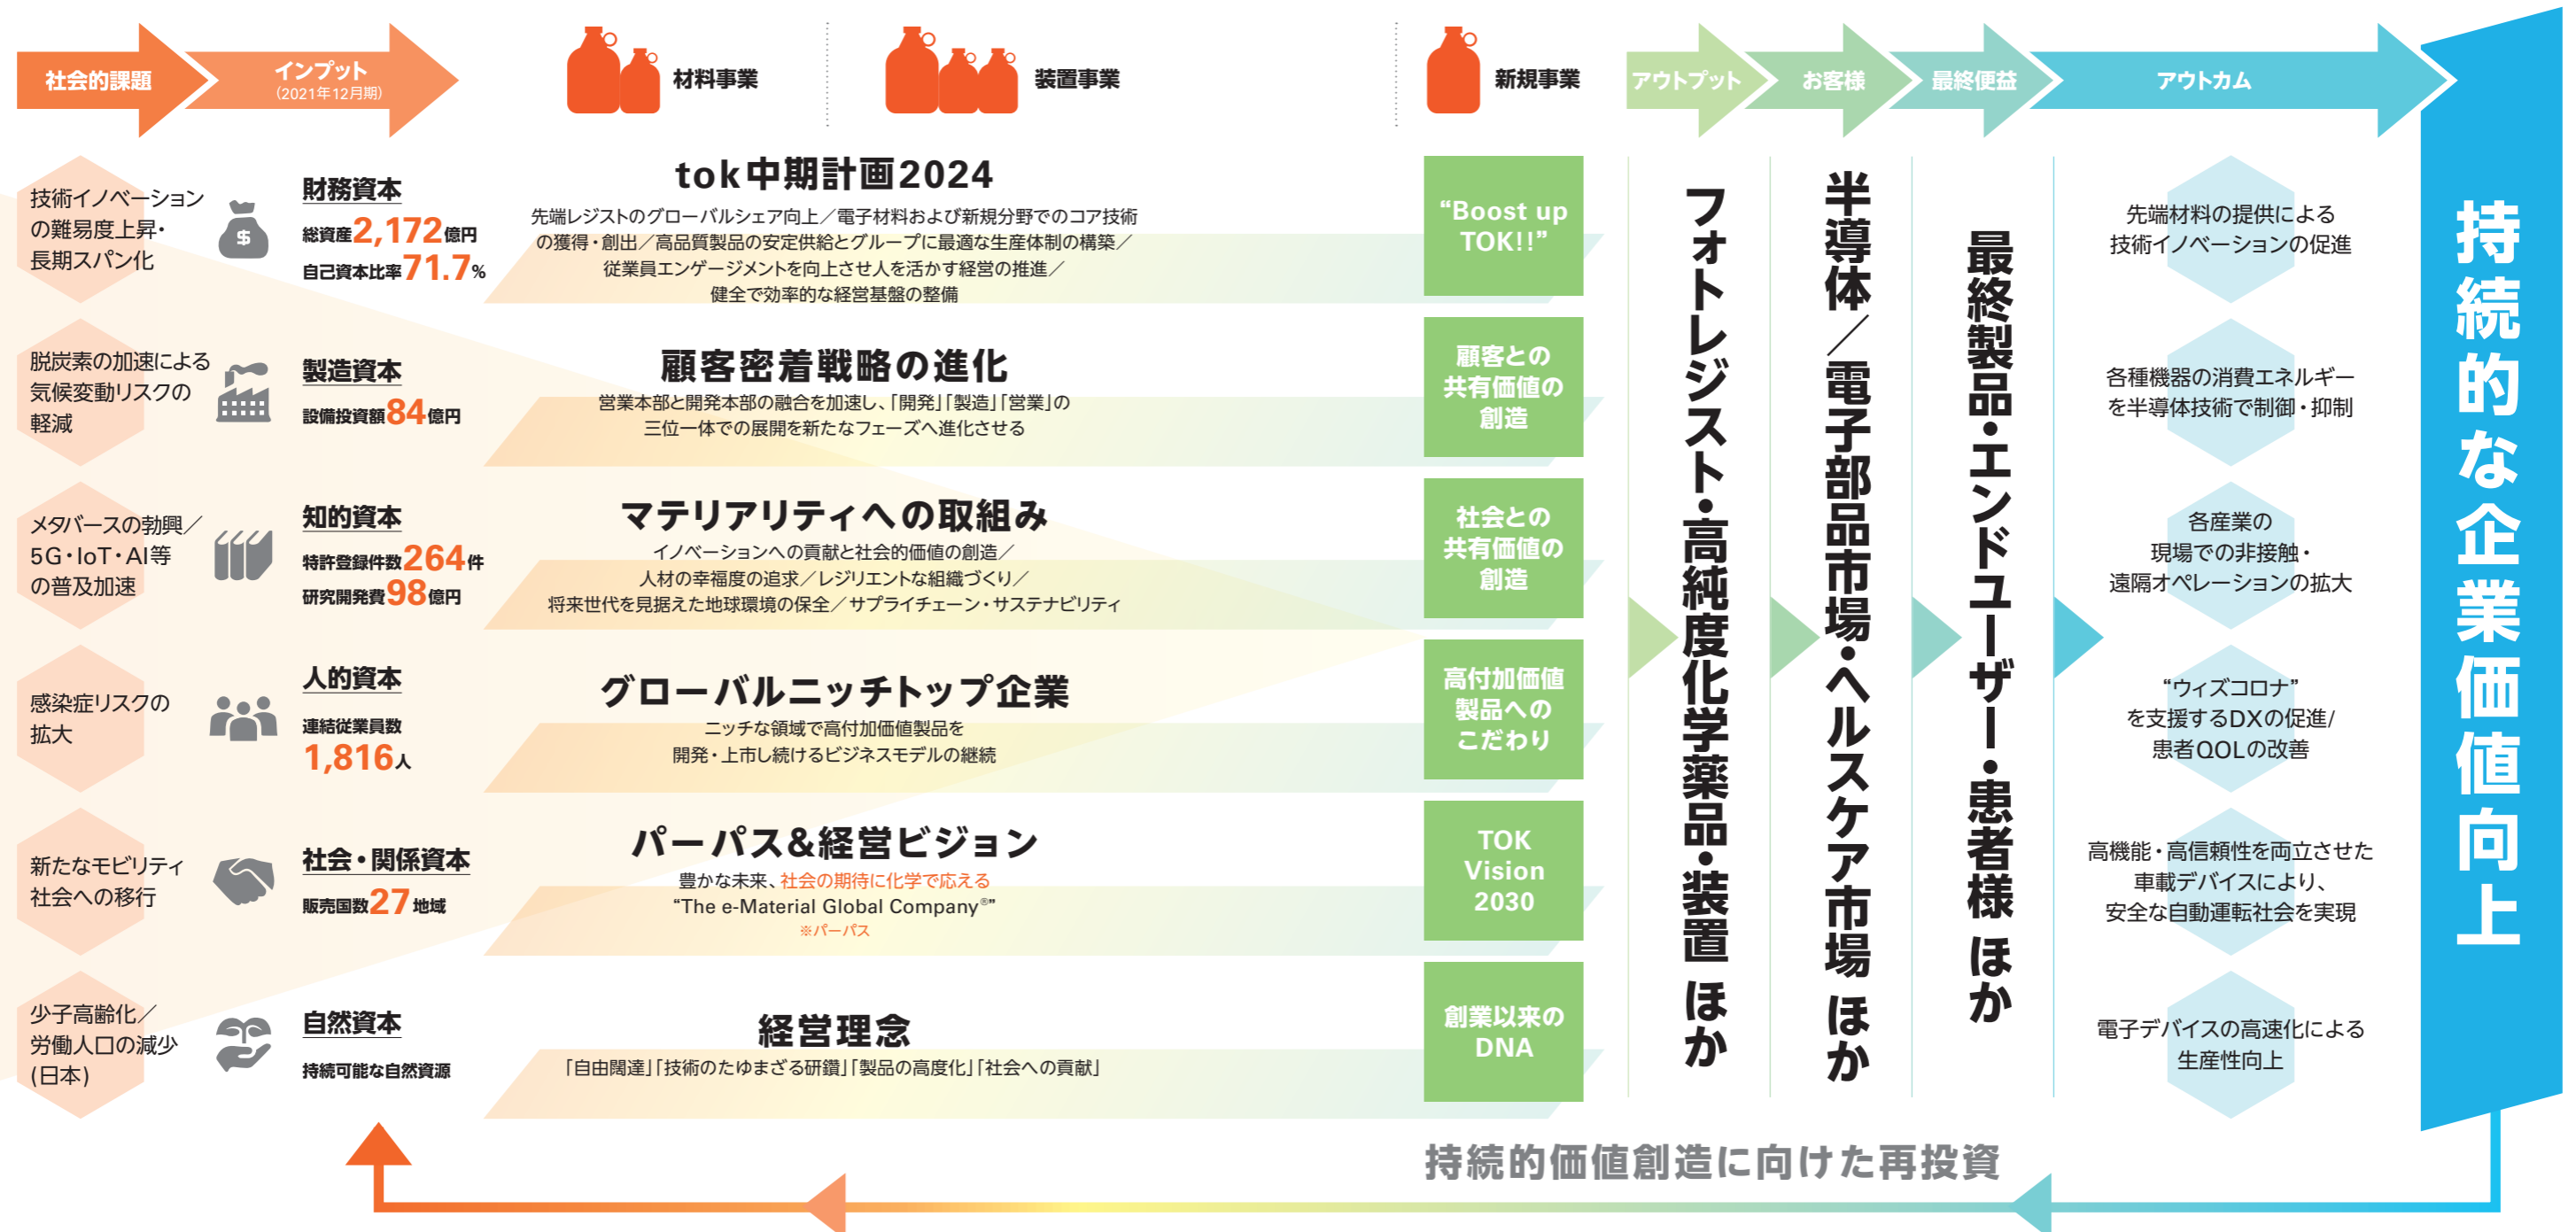 社会的課題
インプット
(2021年12月期)
材料事業
装置事業
新規事業
アウトプット
お客様
最終便益
アウトカム
技術イノベーション
の難易度上昇・
長期スパン化
脱炭素の加速による
気候変動リスクの
軽減
メタバースの勃興／
5G・IoT・AI等
の普及加速
感染症リスクの
拡大
新たなモビリティ
社会への移行
少子高齢化／
労働人口の減少
(日本)
$
財務資本
総資産2,172億円
自己資本比率71.7%
製造資本
設備投資額84億円
知的資本
特許登録件数264件
研究開発費98億円
人的資本
連結従業員数
1,816人
社会・関係資本
販売国数27地域
自然資本
持続可能な自然資源
tok中期計画2024
先端レジストのグローバルシェア向上／電子材料および新規分野でのコア技術
の獲得・創出／高品質製品の安定供給とグループに最適な生産体制の構築／
従業員エンゲージメントを向上させ人を活かす経営の推進／
健全で効率的な経営基盤の整備
顧客密着戦略の進化
営業本部と開発本部の融合を加速し、「開発」「製造」「営業」の
三位一体での展開を新たなフェーズへ進化させる
マテリアリティへの取組み
イノベーションへの貢献と社会的価値の創造／
人材の幸福度の追求／レジリエントな組織づくり／
将来世代を見据えた地球環境の保全／サプライチェーン・サステナビリティ
グローバルニッチトップ企業
ニッチな領域で高付加価値製品を
開発・上市し続けるビジネスモデルの継続
パーパス&経営ビジョン
豊かな未来、社会の期待に化学で応える
“The e-Material Global Company®”
※パーパス
経営理念
「自由闊達」「技術のたゆまざる研鑽」「製品の高度化」「社会への貢献」
“Boost up
TOK!!”
顧客との
共有価値の
創造
社会との
共有価値の
創造
高付加価値
製品への
こだわり
TOK
Vision
2030
創業以来の
DNA
フォトレジスト・高純度化学薬品・装置 ほか
半導体／電子部品市場・ヘルスケア市場 ほか
最終製品・エンドユーザー・患者様 ほか
先端材料の提供による
技術イノベーションの促進
各種機器の消費エネルギー
を半導体技術で制御・抑制
各産業の
現場での非接触・
遠隔オペレーションの拡大
“ウィズコロナ”
を支援するDXの促進/
患者QOLの改善
高機能・高信頼性を両立させた
車載デバイスにより、
安全な自動運転社会を実現
電子デバイスの高速化による
生産性向上
持続的な企業価値向上
持続的価値創造に向けた再投資